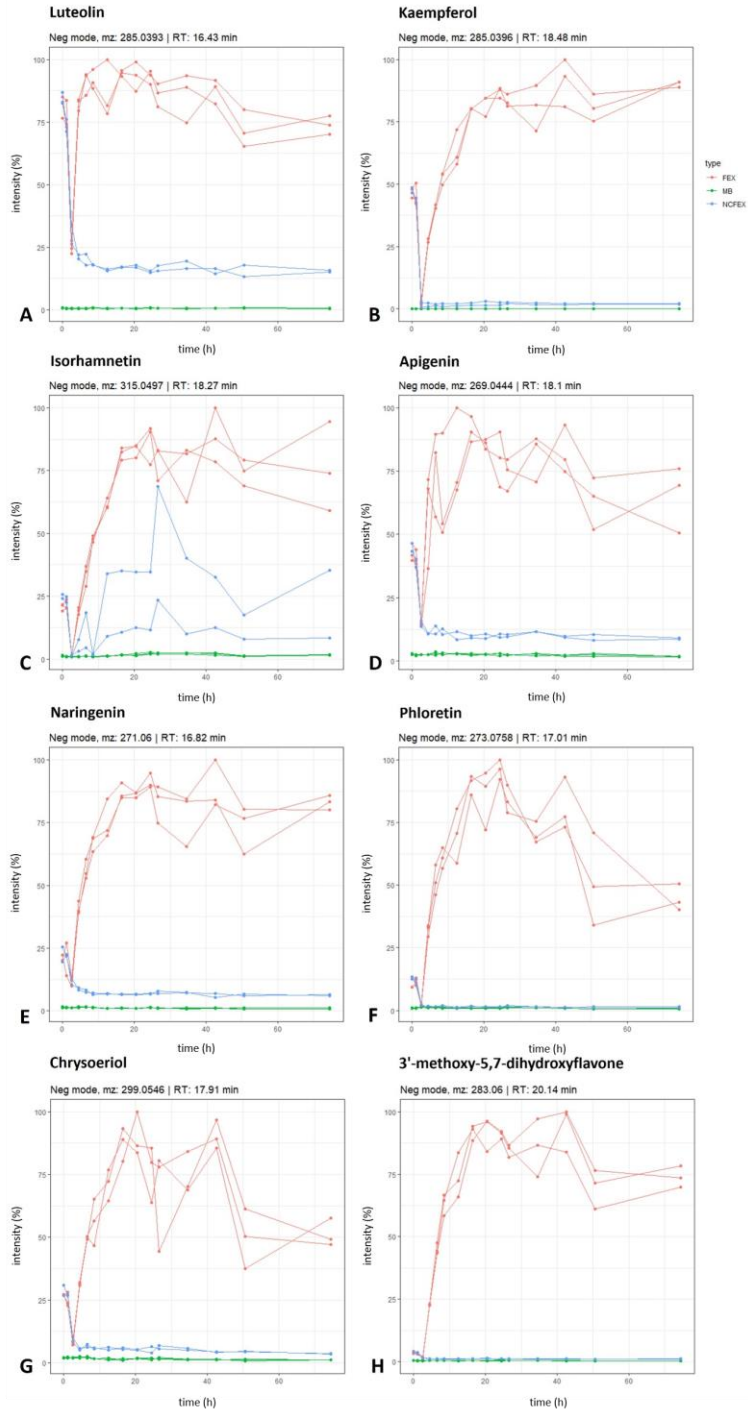 Luteolin
Neg mode, mz: 285.0393 | RT: 16.43 min
100
75
50
25
0
intensity (%)
0
20
40
60
time (h)
A
Kaempferol
Neg mode, mz: 285.0396 | RT: 18.48 min
100
75
50
25
0
intensity (%)
0
20
40
60
time (h)
B
type
FEX
MB
NCFEX
Isorhamnetin
Neg mode, mz: 315.0497 | RT: 18.27 min
100
75
50
25
0
intensity (%)
0
20
40
60
time (h)
C
Apigenin
Neg mode, mz: 269.0444 | RT: 18.1 min
100
75
50
25
0
intensity (%)
0
20
40
60
time (h)
D
Naringenin
Neg mode, mz: 271.06 | RT: 16.82 min
100
75
50
25
0
intensity (%)
0
20
40
60
time (h)
E
Phloretin
Neg mode, mz: 273.0758 | RT: 17.01 min
100
75
50
25
0
intensity (%)
0
20
40
60
time (h)
F
Chrysoeriol
Neg mode, mz: 299.0546 | RT: 17.91 min
100
75
50
25
0
intensity (%)
0
20
40
60
time (h)
G
3'-methoxy-5,7-dihydroxyflavone
Neg mode, mz: 283.06 | RT: 20.14 min
100
75
50
25
0
intensity (%)
0
20
40
60
time (h)
H